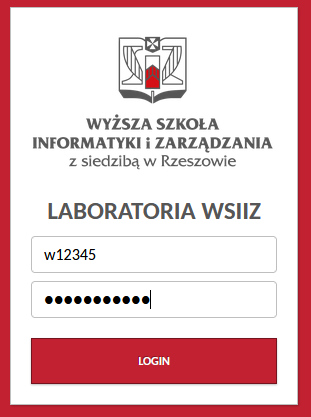 WYŻSZA SZKOŁA
INFORMATYKI i ZARZĄDZANIA
z siedzibą w Rzeszowie
LABORATORIA WSIIZ
w12345
●●●●●●●●●●●
LOGIN